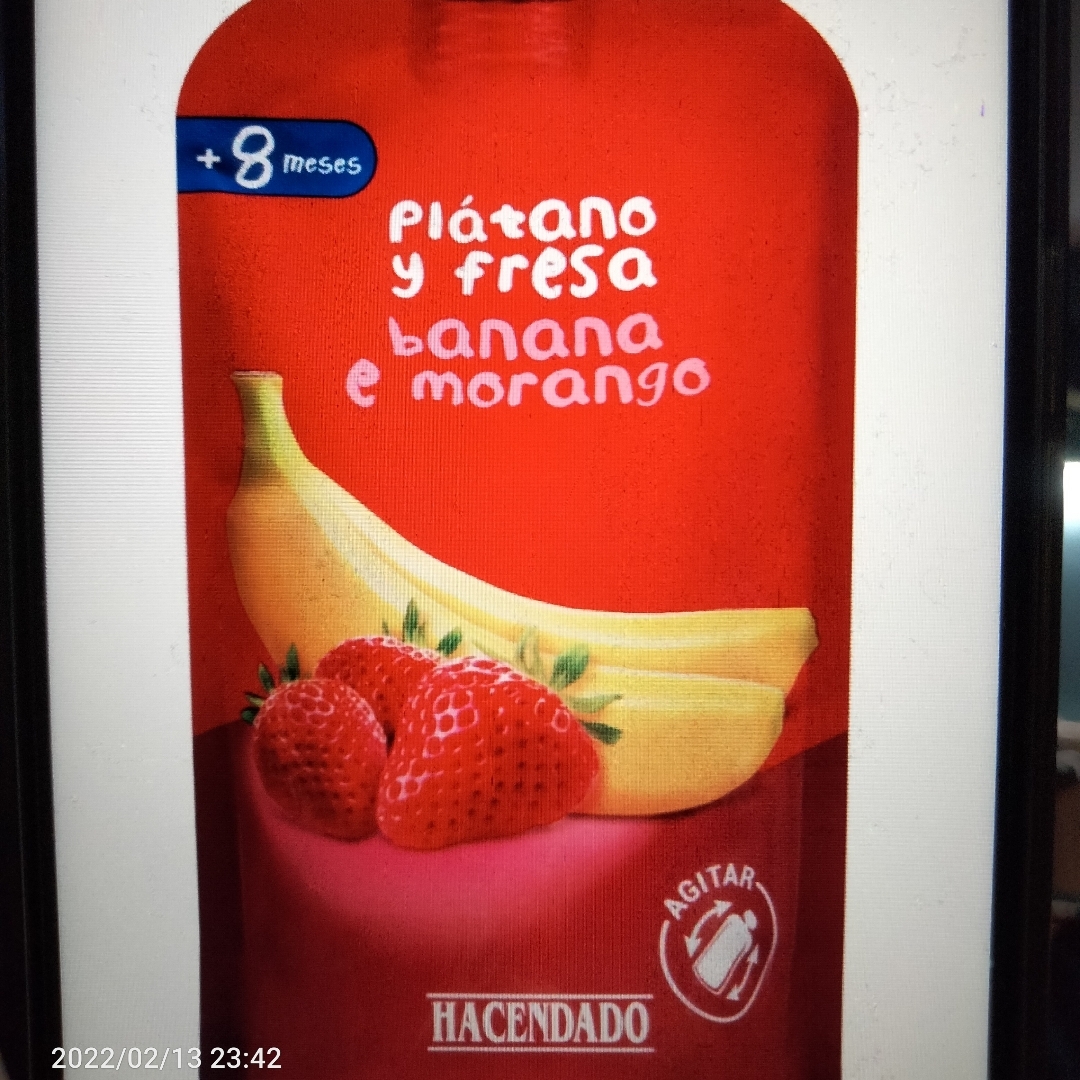 +8 meses
Plátano
y fresa
banana
e morango
AGITAR
HACENDADO
2022/02/13 23:42